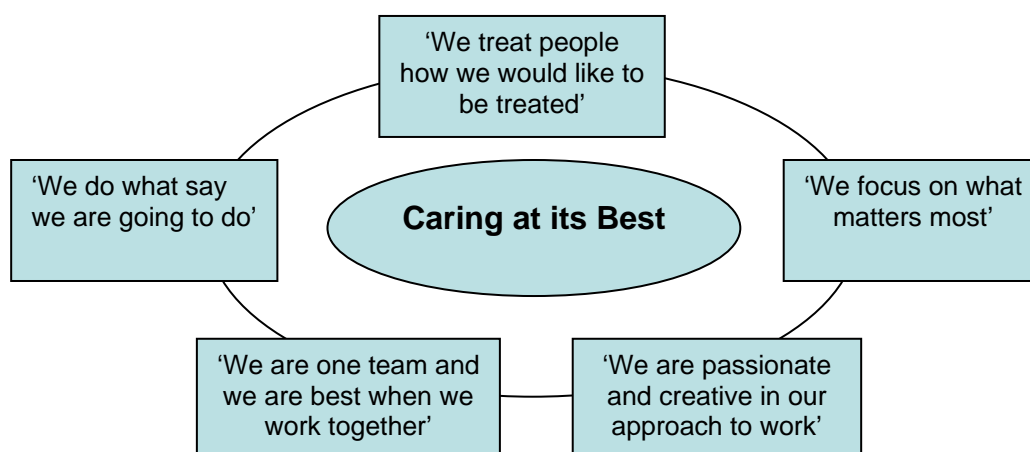 ‘We treat people
how we would like to
be treated’
‘We do what say
we are going to do’
Caring at its Best
‘We focus on what
matters most’
‘We are one team and
we are best when we
work together’
‘We are passionate
and creative in our
approach to work’